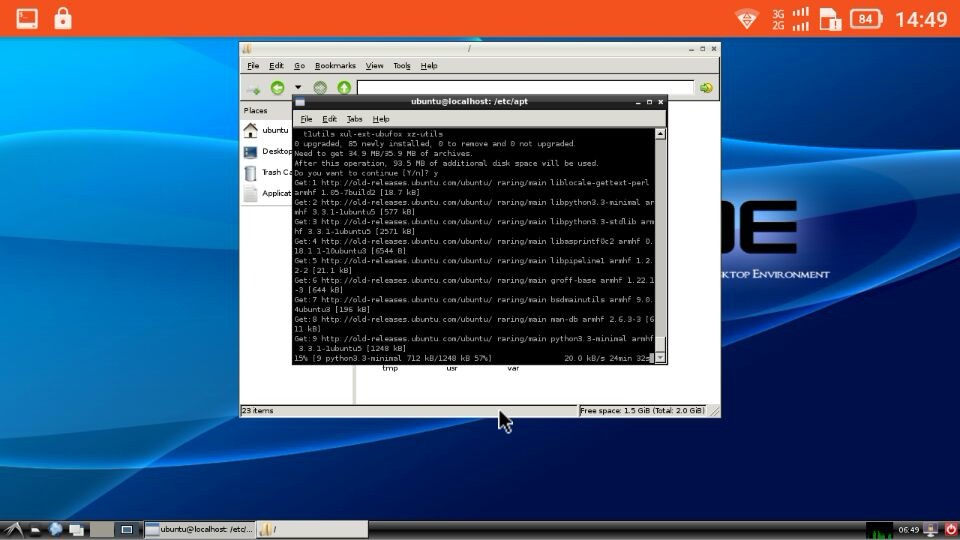 3G
2G
84
14:49
/
File Edit Go Bookmarks View Tools Help
Places
ubuntu
Desktop
Trash Ca
Applicat
ubuntu@localhost: /etc/apt
File Edit Tabs Help
t1utils xul-ext-ubufox xz-utils
0 upgraded, 85 newly installed, 0 to remove and 0 not upgraded.
Need to get 34.9 MB/35.9 MB of archives.
After this operation, 93.5 MB of additional disk space will be used.
Do you want to continue [Y/n]? y
Get:1 http://old-releases.ubuntu.com/ubuntu/ raring/main liblocale-gettext-perl
armhf 1.05-7build2 [18.7 kB]
Get:2 http://old-releases.ubuntu.com/ubuntu/ raring/main libpython3.3-minimal ar
mhf 3.3.1-1ubuntu5 [577 kB]
Get:3 http://old-releases.ubuntu.com/ubuntu/ raring/main libpython3.3-stdlib arm
hf 3.3.1-1ubuntu5 [2571 kB]
Get:4 http://old-releases.ubuntu.com/ubuntu/ raring/main libasprintf0c2 armhf 0.
18.1.1-10ubuntu3 [6544 B]
Get:5 http://old-releases.ubuntu.com/ubuntu/ raring/main libpipeline1 armhf 1.2.
2-2 [21.1 kB]
Get:6 http://old-releases.ubuntu.com/ubuntu/ raring/main groff-base armhf 1.22.1
-3 [644 kB]
Get:7 http://old-releases.ubuntu.com/ubuntu/ raring/main bsdmainutils armhf 9.0.
4ubuntu3 [196 kB]
Get:8 http://old-releases.ubuntu.com/ubuntu/ raring/main man-db armhf 2.6.3-3 [6
11 kB]
Get:9 http://old-releases.ubuntu.com/ubuntu/ raring/main python3.3-minimal armhf
3.3.1-1ubuntu5 [1248 kB]
15% [9 python3.3-minimal 712 kB/1248 kB 57%] 20.0 kB/s 24min 32s
DE
KTOP ENVIRONMENT
tmp usr var
23 items
Free space: 1.5 GiB (Total: 2.0 GiB)
ubuntu@localhost: /etc/...
/
06:49